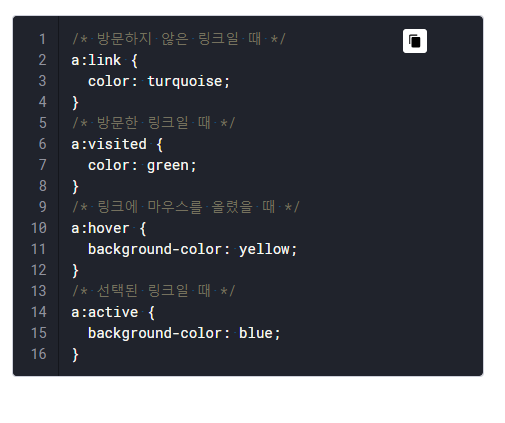 1 /* 방문하지 않은 링크일 때 */
2 a:link {
3   color: turquoise;
4 }
5 /* 방문한 링크일 때 */
6 a:visited {
7   color: green;
8 }
9 /* 링크에 마우스를 올렸을 때 */
10 a:hover {
11   background-color: yellow;
12 }
13 /* 선택된 링크일 때 */
14 a:active {
15   background-color: blue;
16 }